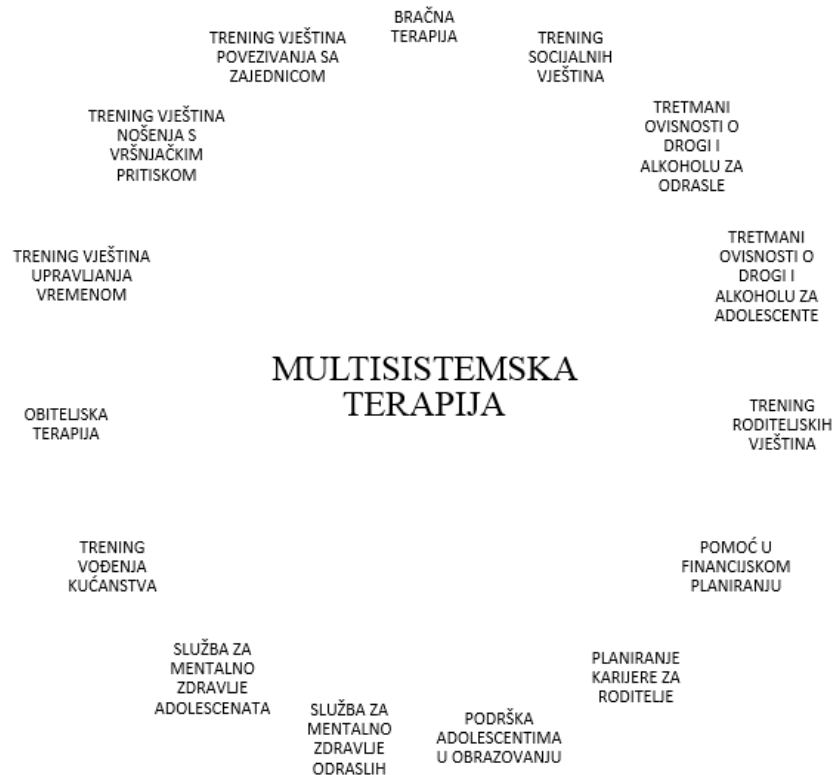 BRAČNA
TERAPIJA
TRENING
SOCIJALNIH
VJEŠTINA
TRETMANI
OVISNOSTI O
DROGI I
ALKOHOLU ZA
ODRASLE
TRETMANI
OVISNOSTI O
DROGI I
ALKOHOLU ZA
ADOLESCENTE
TRENING
RODITELJSKIH
VJEŠTINA
POMOĆ U
FINANCIJSKOM
PLANIRANJU
PLANIRANJE
KARIJERE ZA
RODITELJE
PODRŠKA
ADOLESCENTIMA
U OBRAZOVANJU
SLUŽBA ZA
MENTALNO
ZDRAVLJE
ODRASLIH
SLUŽBA ZA
MENTALNO
ZDRAVLJE
ADOLESCENATA
TRENING
VOĐENJA
KUĆANSTVA
OBITELJSKA
TERAPIJA
TRENING VJEŠTINA
UPRAVLJANJA
VREMENOM
TRENING VJEŠTINA
NOŠENJA S
VRŠNJAČKIM
PRITISKOM
TRENING VJEŠTINA
POVEZIVANJA SA
ZAJEDNICOM
MULTISISTEMSKA
TERAPIJA